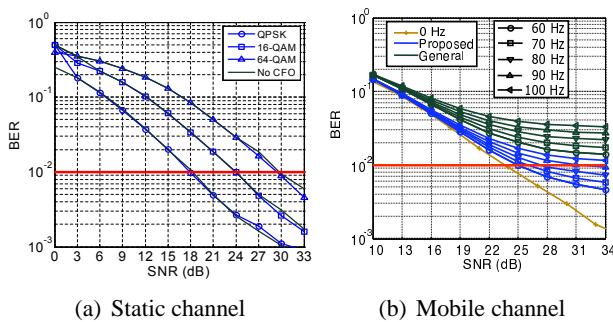 QPSK
16-QAM
64-QAM
No CFO
10^0
10^-1
10^-2
10^-3
BER
0 3 6 9 12 15 18 21 24 27 30 33
SNR (dB)
(a) Static channel
0 Hz
Proposed
General
60 Hz
70 Hz
80 Hz
90 Hz
100 Hz
10^0
10^-1
10^-2
10^-3
BER
10 13 16 19 22 25 28 31 34
SNR (dB)
(b) Mobile channel